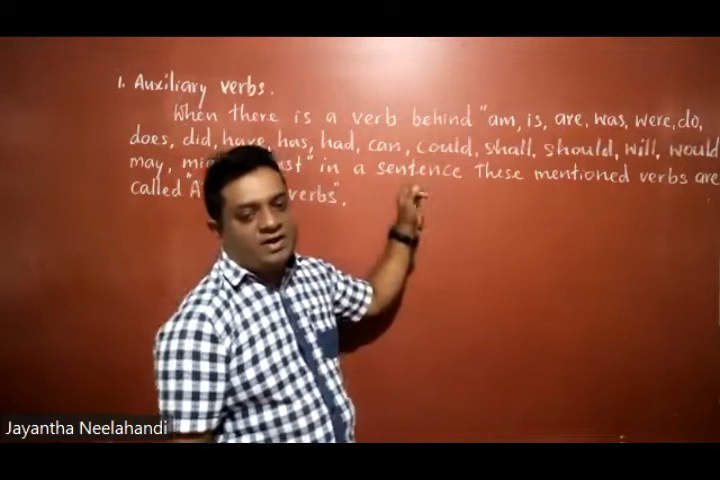 1. Auxiliary verbs.
When there is a verb behind "am, is, are, was, were, do,
does, did, have, has, had, can, could, shall, should, will, would
may, in a sentence These mentioned verbs are
called verbs".
Jayantha Neelahandi